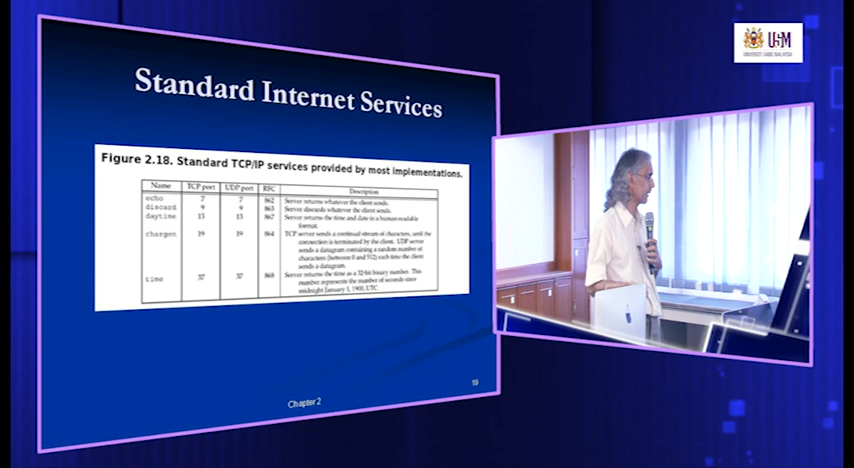 USM
UNIVERSITI SAINS MALAYSIA
Standard Internet Services
Figure 2.18. Standard TCP/IP services provided by most implementations.
Name TCP port UDP port RFC Description
echo 7 7 862 Server returns whatever the client sends.
discard 9 9 863 Server discards whatever the client sends.
daytime 13 13 867 Server returns the time and date in a human-readable
format.
chargen 19 19 864 TCP server sends a continual stream of characters, until the
connection is terminated by the client. UDP server
sends a datagram containing a random number of
characters (between 0 and 512) each time the client
sends a datagram.
time 37 37 868 Server returns the time as a 32-bit binary number. This
number represents the number of seconds since
midnight January 1, 1900, UTC.
19
Chapter 2